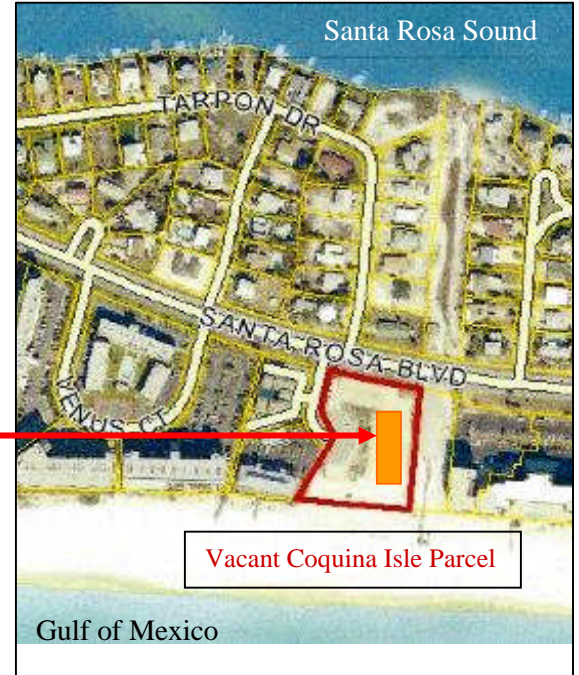 Santa Rosa Sound
TARPON DR
SANTA-ROSA-BLVD
VENUS CT
Vacant Coquina Isle Parcel
Gulf of Mexico